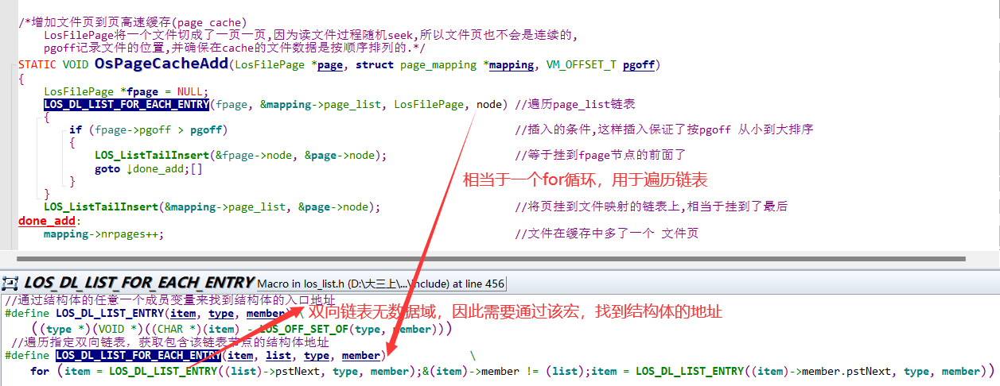 /*增加文件页到页高速缓存(page cache)
LosFilePage将一个文件切成了一页一页,因为读文件过程随机seek,所以文件页也不会是连续的,
pgoff记录文件的位置,并确保在cache的文件数据是按顺序排列的.*/
STATIC VOID OsPageCacheAdd(LosFilePage *page, struct page_mapping *mapping, VM_OFFSET_T pgoff)
{
LosFilePage *fpage = NULL;
LOS_DL_LIST_FOR_EACH_ENTRY(fpage, &mapping->page_list, LosFilePage, node) //遍历page_list链表
{
if (fpage->pgoff > pgoff) //插入的条件,这样插入保证了按pgoff 从小到大排序
{
LOS_ListTailInsert(&fpage->node, &page->node); //等于挂到fpage节点的前面了
goto ↓done_add;[]
}
相当于一个for循环，用于遍历链表
}
LOS_ListTailInsert(&mapping->page_list, &page->node); //将页挂到文件映射的链表上,相当于挂到了最后
done_add:
mapping->nrpages++; //文件在缓存中多了一个 文件页
LOS_DL_LIST_FOR_EACH_ENTRY Macro in los_list.h (D:\大三上\...\include) at line 456
//通过结构体的任意一个成员变量来找到结构体的入口地址
#define LOS_DL_LIST_ENTRY(item, type, member) \
双向链表无数据域，因此需要通过该宏，找到结构体的地址
((type *)(VOID *)((CHAR *)(item) - LOS_OFF_SET_OF(type, member)))
//遍历指定双向链表，获取包含该链表节点的结构体地址
#define LOS_DL_LIST_FOR_EACH_ENTRY(item, list, type, member) \
for (item = LOS_DL_LIST_ENTRY((list)->pstNext, type, member);&(item)->member != (list);item = LOS_DL_LIST_ENTRY((item)->member.pstNext, type, member))